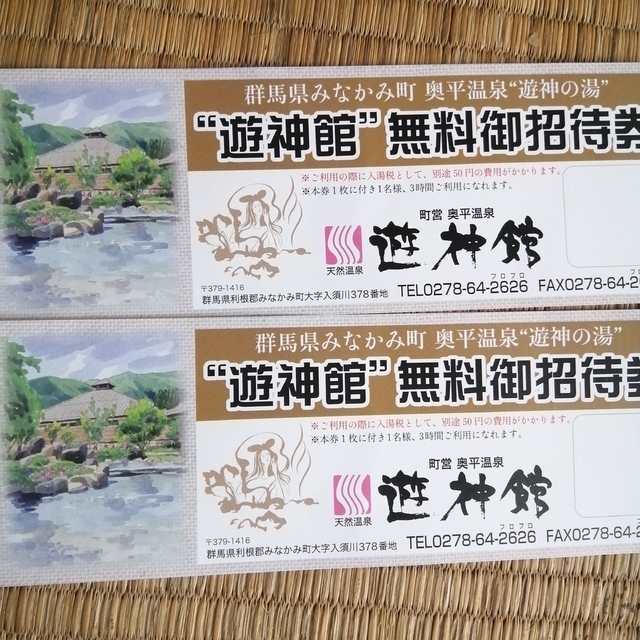 群馬県みなかみ町 奥平温泉“遊神の湯”
“遊神館”無料御招待券
※ご利用の際に入湯税として、別途50円の費用がかかります。
※本券1枚に付き1名様、3時間ご利用になれます。
町営 奥平温泉
遊神館
天然温泉
〒379-1416
フロフロ
群馬県利根郡みなかみ町大字入須川378番地 TEL0278-64-2626 FAX0278-64-2
群馬県みなかみ町 奥平温泉“遊神の湯”
“遊神館”無料御招待券
※ご利用の際に入湯税として、別途50円の費用がかかります。
※本券1枚に付き1名様、3時間ご利用になれます。
町営 奥平温泉
遊神館
天然温泉
〒379-1416
フロフロ
群馬県利根郡みなかみ町大字入須川378番地 TEL0278-64-2626 FAX0278-64-2